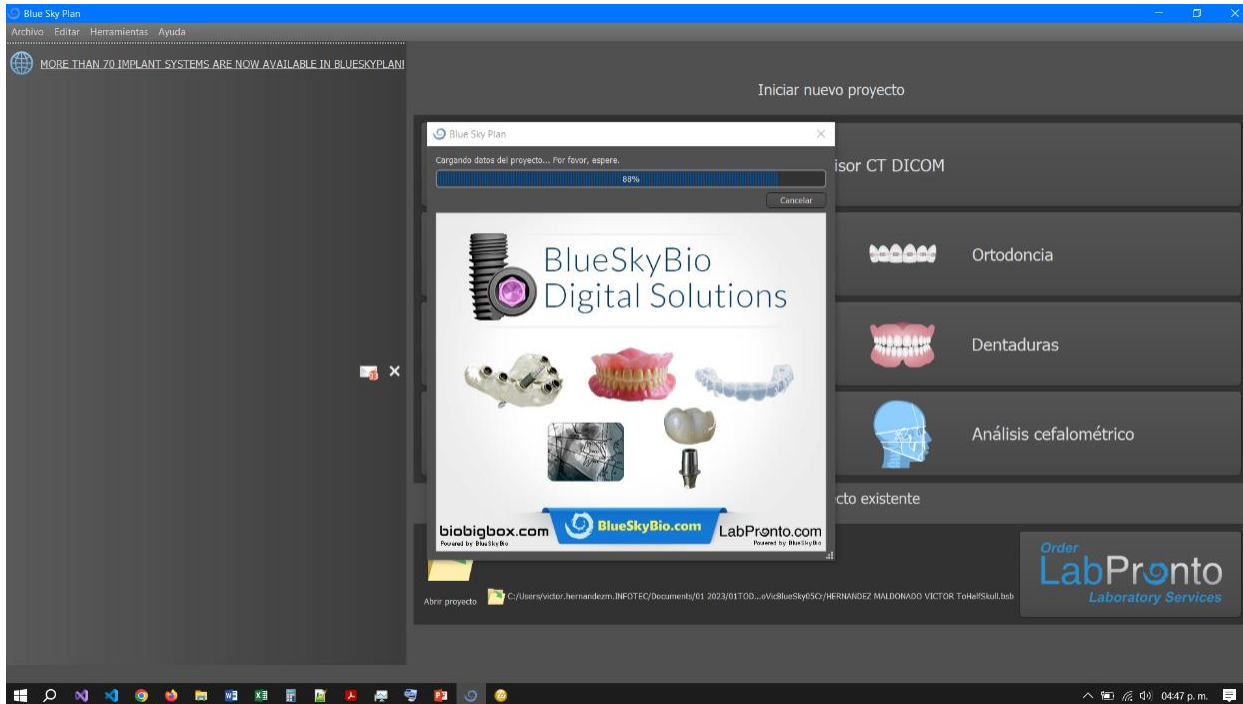 Blue Sky Plan
Archivo Editar Herramientas Ayuda
MORE THAN 70 IMPLANT SYSTEMS ARE NOW AVAILABLE IN BLUESKYPLAN!
Iniciar nuevo proyecto
isor CT DICOM
Ortodoncia
Dentaduras
Análisis cefalométrico
cto existente
Blue Sky Plan
Cargando datos del proyecto... Por favor, espere.
88%
Cancelar
BlueSkyBio
Digital Solutions
biobigbox.com
Powered by BlueSkyBio
BlueSkyBio.com
LabPronto.com
Powered by BlueSkyBio
Abrir proyecto
C:/Users/victor.hernandezm.INFOTEC/Documents/01 2023/01TOD...oVicBlueSky05Cr/HERNANDEZ MALDONADO VICTOR ToHalfSkull.bsb
Order
LabPronto
Laboratory Services
04:47 p. m.